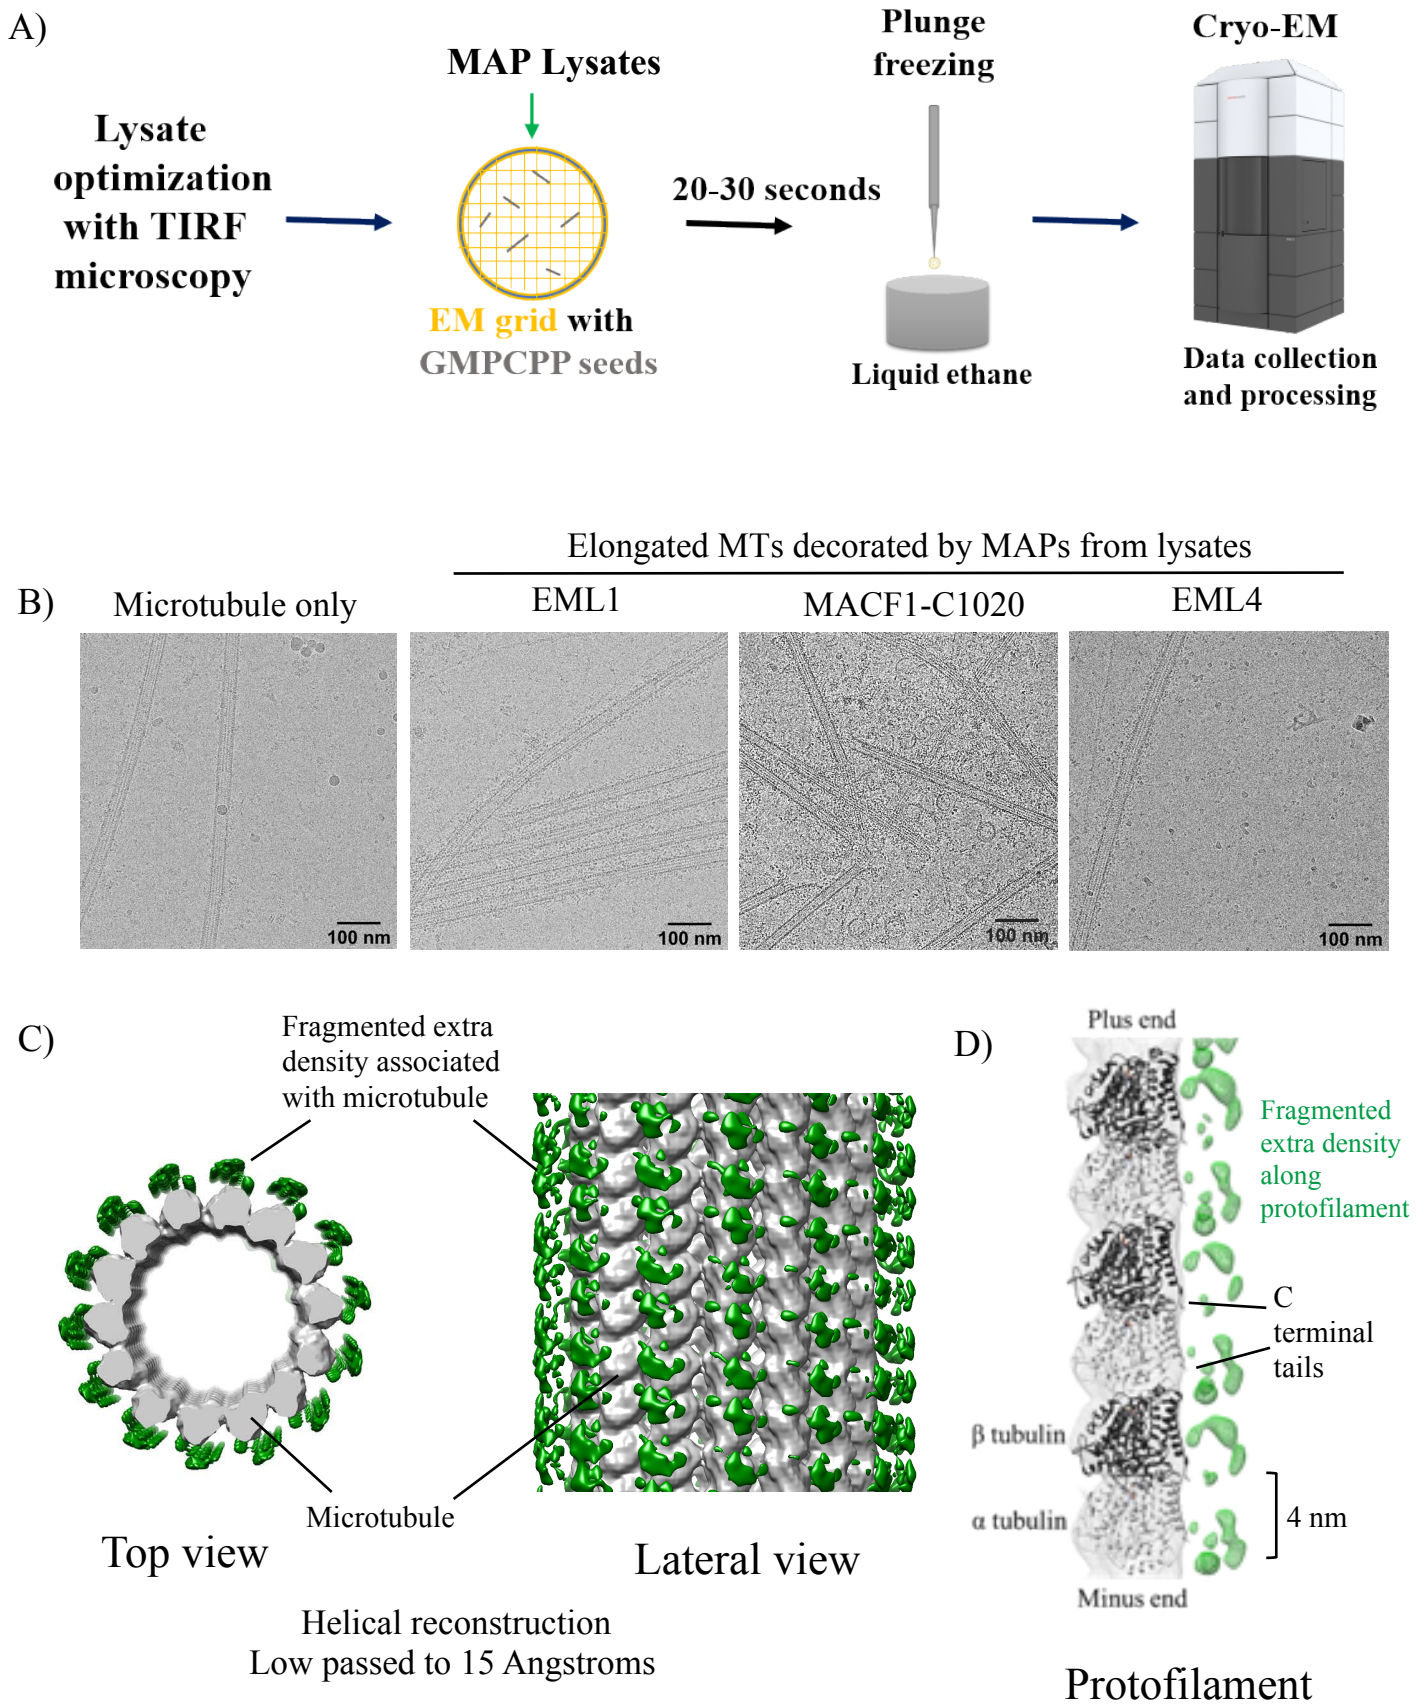 A)
Lysate
optimization
with TIRF
microscopy
MAP Lysates
EM grid with
GMPCPP seeds
20-30 seconds
Plunge
freezing
Liquid ethane
Cryo-EM
Data collection
and processing
Elongated MTs decorated by MAPs from lysates
B)
Microtubule only
EML1
MACF1-C1020
EML4
100 nm
100 nm
100 nm
100 nm
C)
Fragmented extra
density associated
with microtubule
Microtubule
Top view
Lateral view
Helical reconstruction
Low passed to 15 Angstroms
D)
Plus end
Fragmented
extra density
along
protofilament
C
terminal
tails
β tubulin
α tubulin
4 nm
Minus end
Protofilament